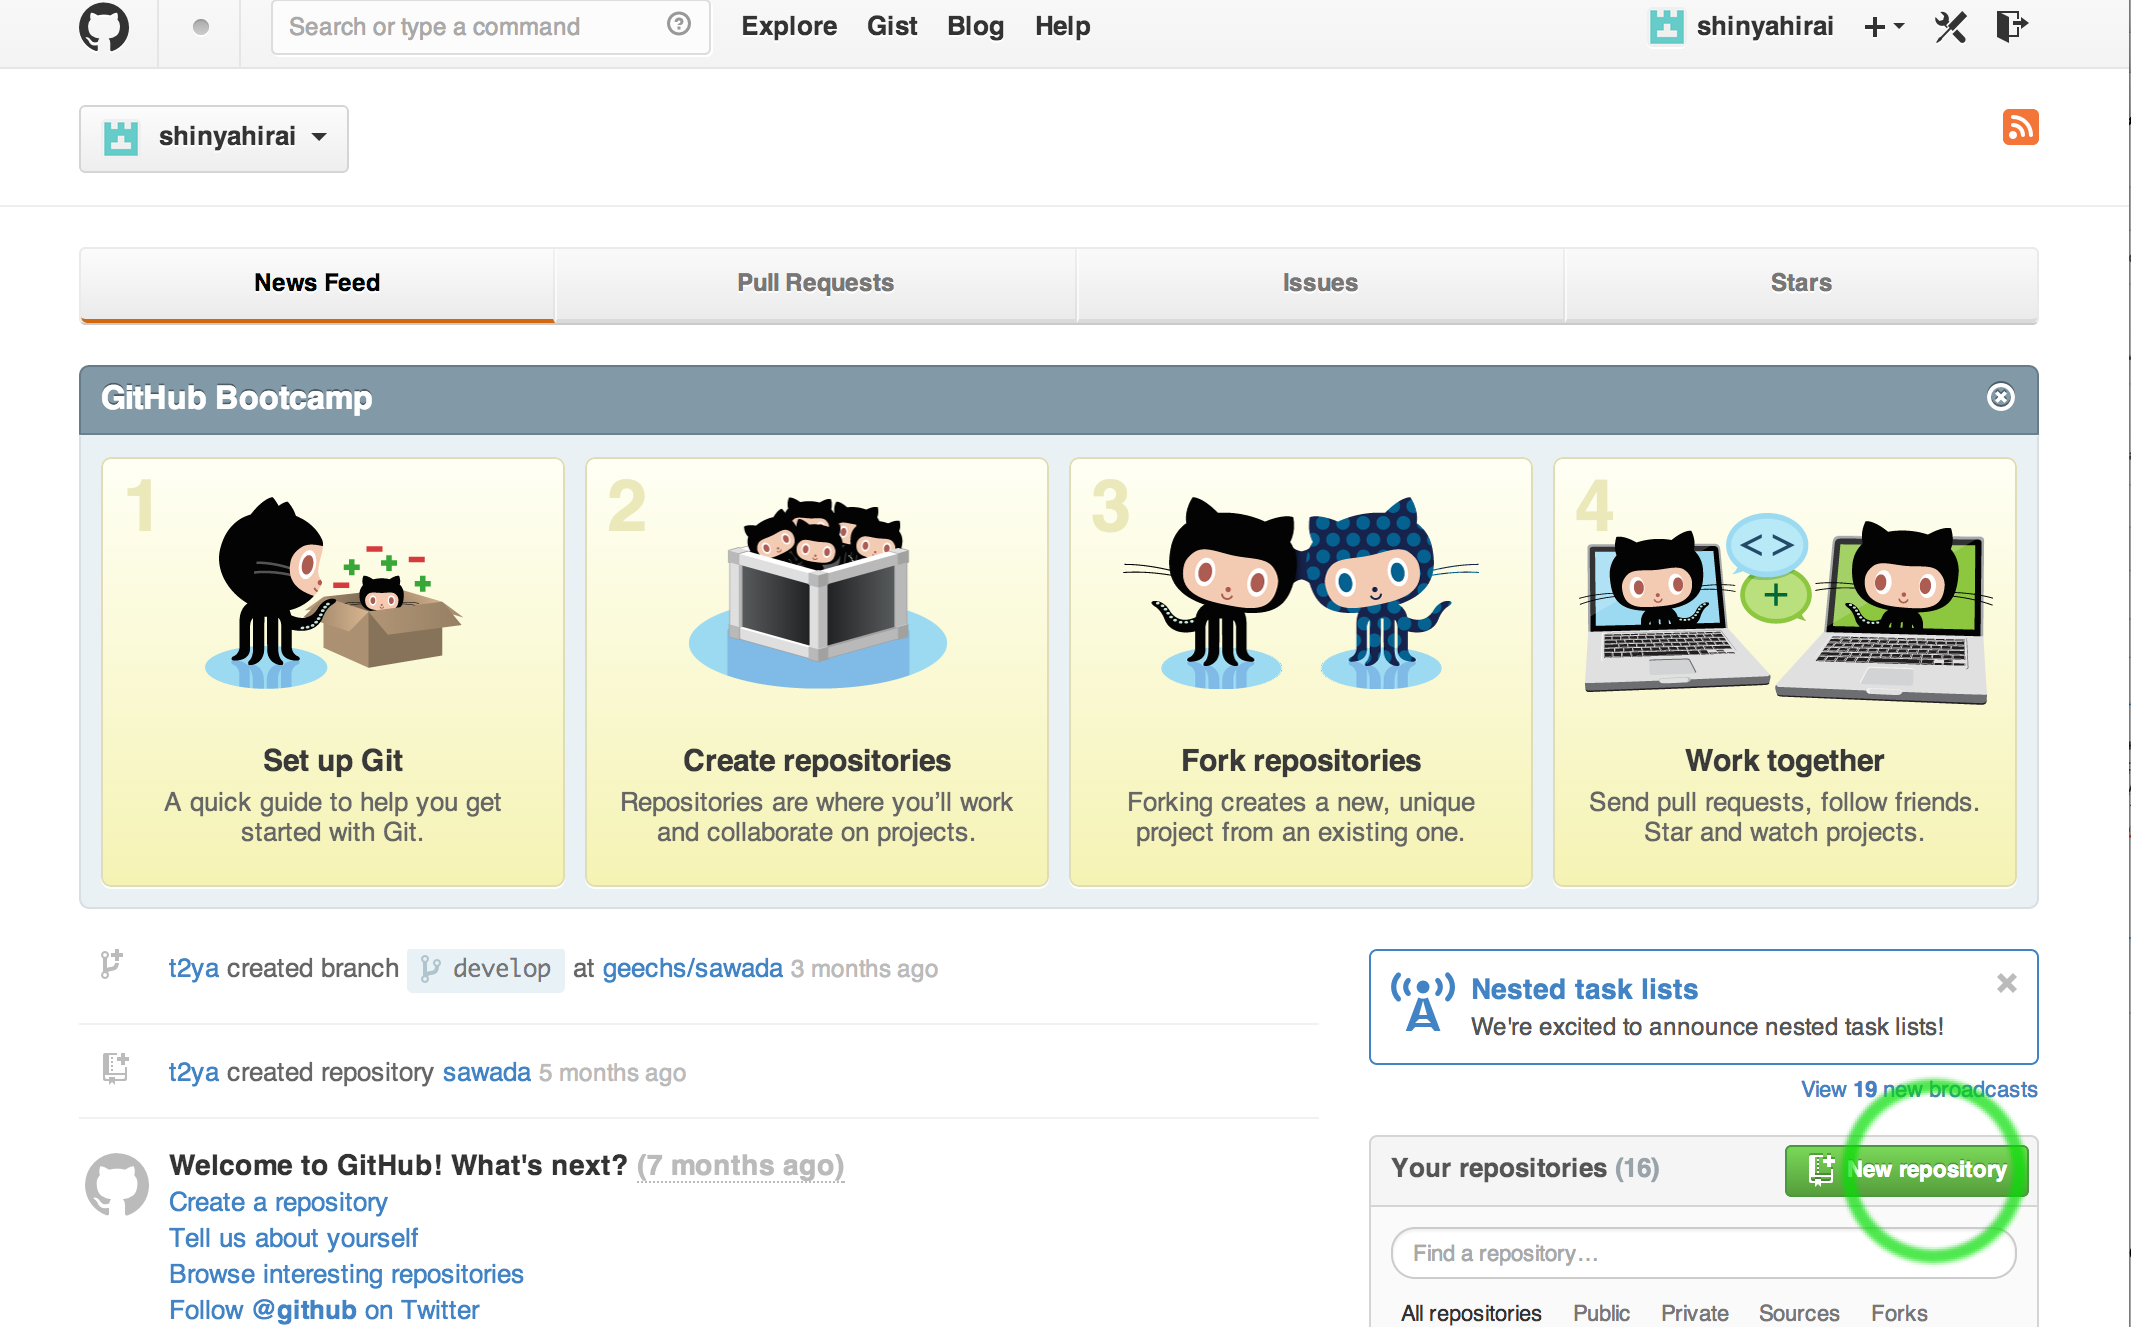 Search or type a command
Explore Gist Blog Help
shinyahirai
shinyahirai
News Feed Pull Requests Issues Stars
GitHub Bootcamp
1
Set up Git
A quick guide to help you get
started with Git.
2
Create repositories
Repositories are where you’ll work
and collaborate on projects.
3
Fork repositories
Forking creates a new, unique
project from an existing one.
4
Work together
Send pull requests, follow friends.
Star and watch projects.
t2ya created branch develop at geechs/sawada 3 months ago
t2ya created repository sawada 5 months ago
Welcome to GitHub! What's next? (7 months ago)
Create a repository
Tell us about yourself
Browse interesting repositories
Follow @github on Twitter
Nested task lists
We're excited to announce nested task lists!
View 19 new broadcasts
Your repositories (16)
New repository
Find a repository…
All repositories Public Private Sources Forks